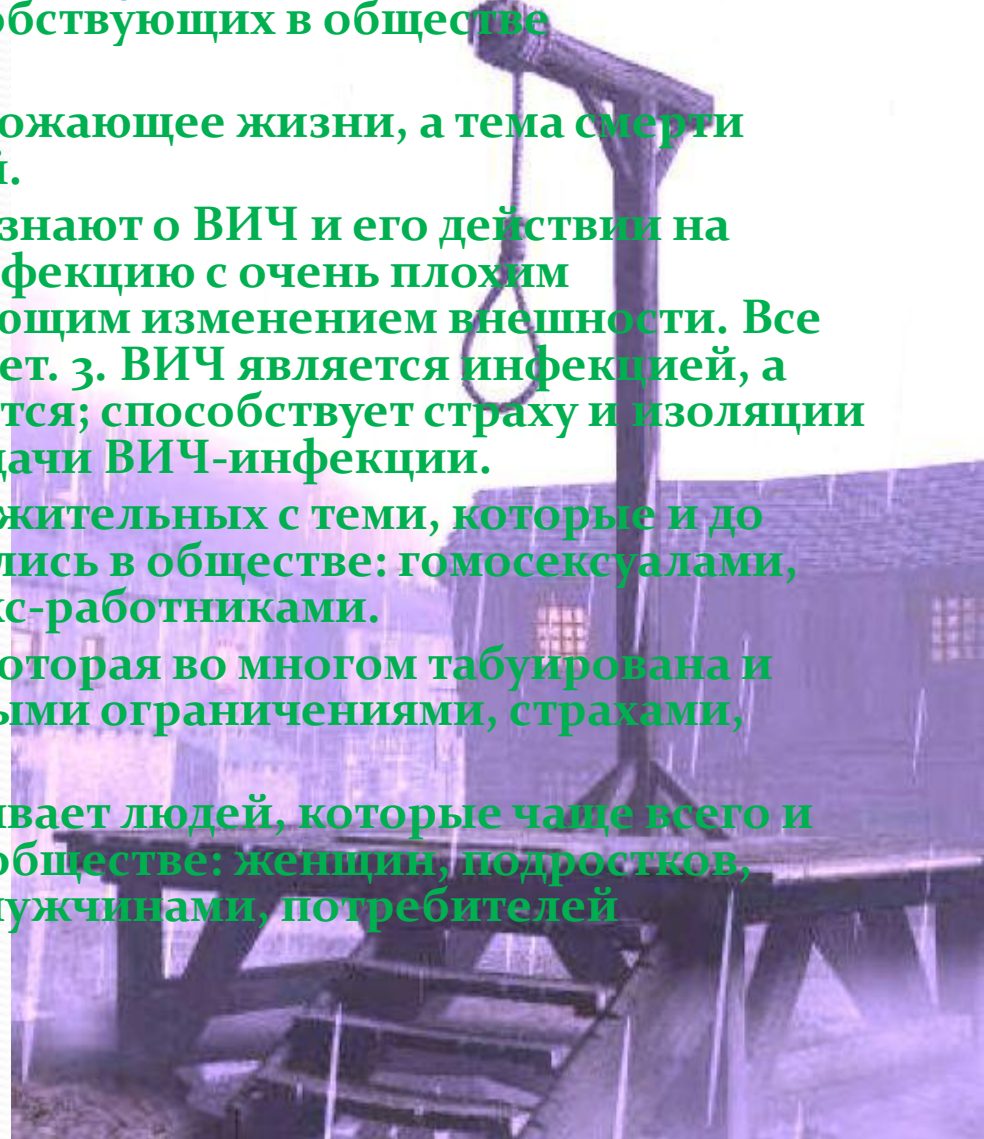 обствующих в обществе
ожающее жизни, а тема смерти
й.
знают о ВИЧ и его действии на
фекцию с очень плохим
ющим изменением внешности. Все
ет. 3. ВИЧ является инфекцией, а
тся; способствует страху и изоляции
дачи ВИЧ-инфекции.
жительных с теми, которые и до
лись в обществе: гомосексуалами,
кс-работниками.
оторая во многом табуирована и
ыми ограничениями, страхами,
ивает людей, которые чаще всего и
обществе: женщин, подростков,
мужчинами, потребителей